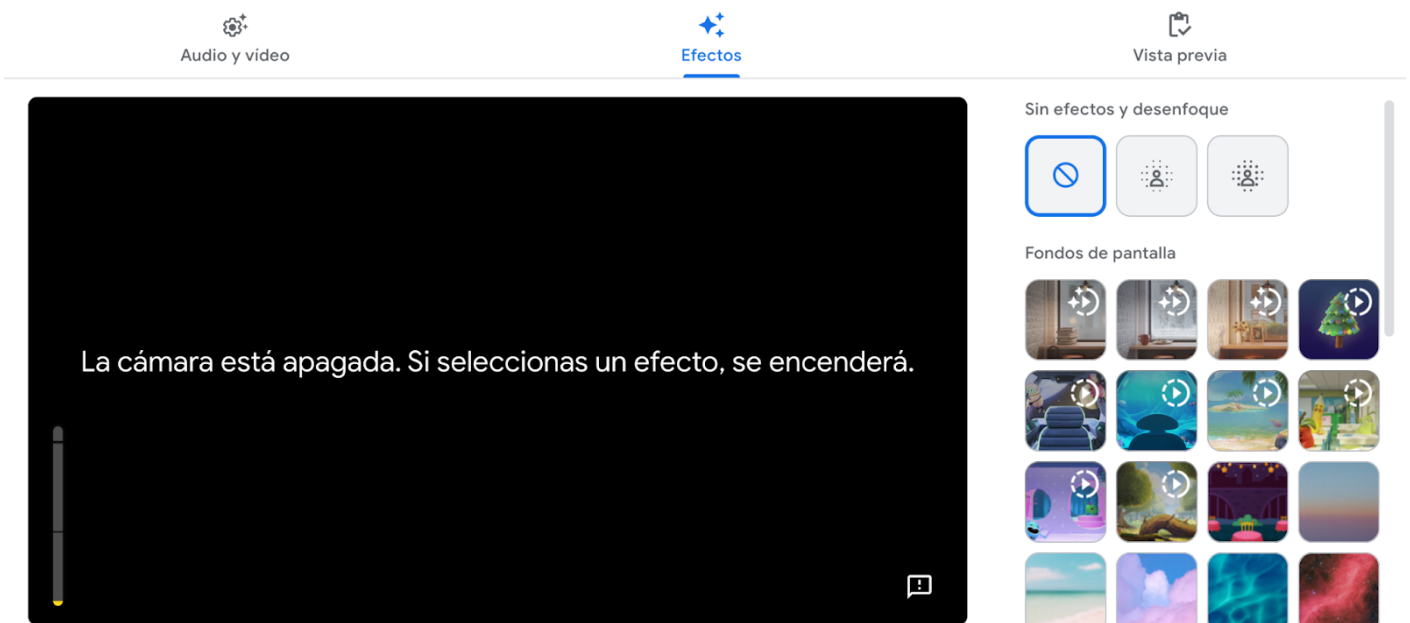 Audio y vídeo
Efectos
Vista previa
Sin efectos y desenfoque
Fondos de pantalla
La cámara está apagada. Si seleccionas un efecto, se encenderá.